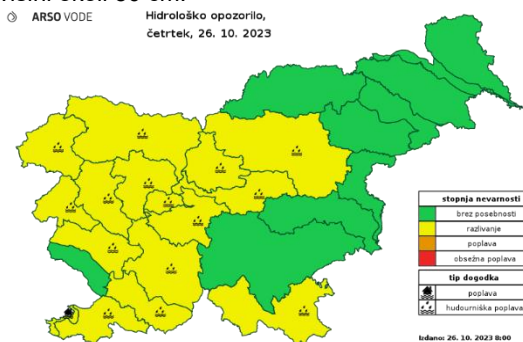 ARSO VODE
Hidrološko opozorilo,
četrtek, 26. 10. 2023
stopnja nevarnosti
brez posebnosti
razlivanje
poplava
obsežna poplava
tip dogodka
poplava
hudourniška poplava
Izdano: 26. 10. 2023 8:00